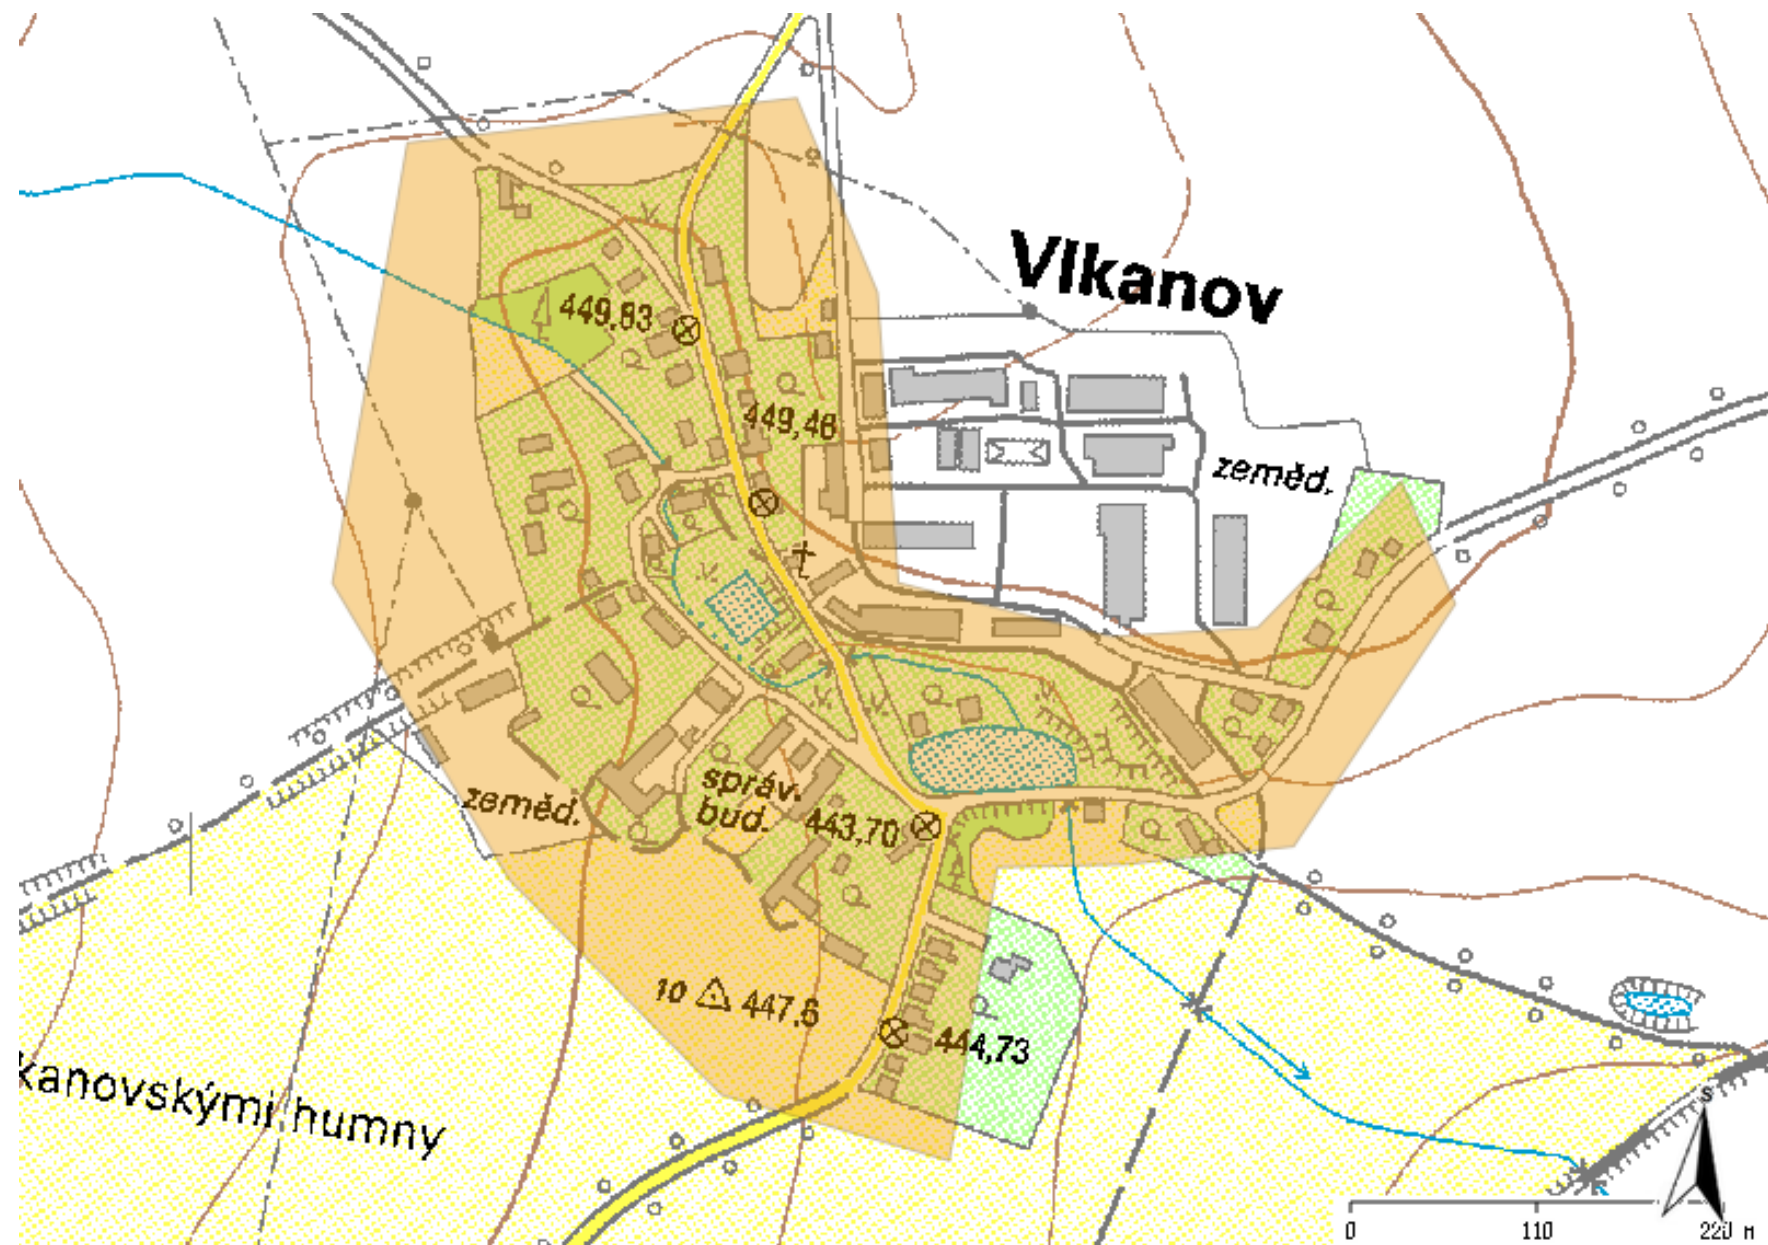 Vlkanov
449,83
449,46
zeměd.
zeměd.
správ.
bud.
443,70
10
447.6
444,73
kanovskými humny
S
0
110
220 m